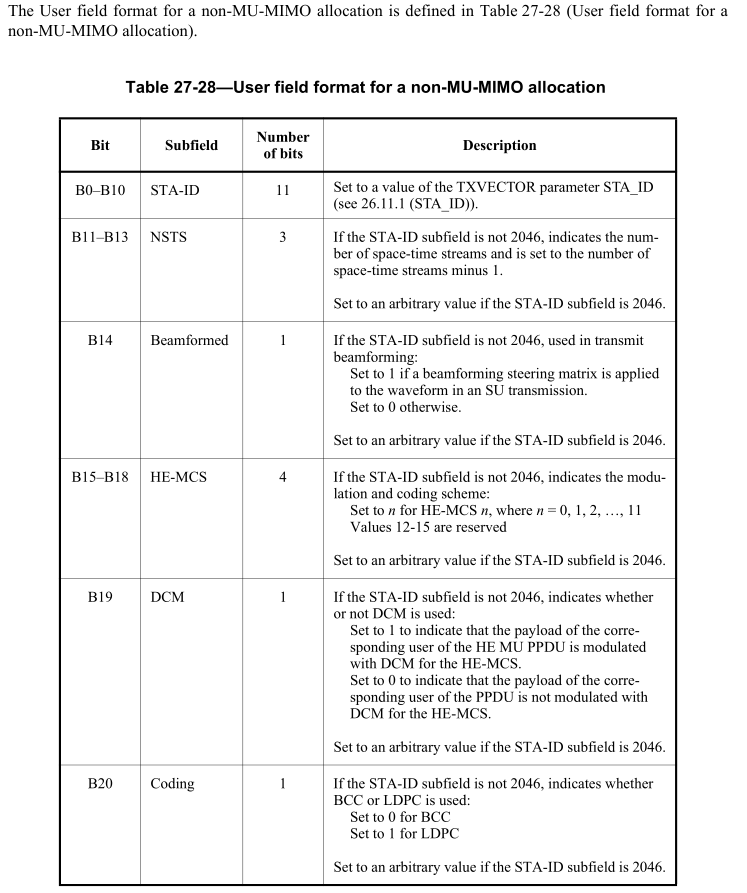 The User field format for a non-MU-MIMO allocation is defined in Table 27-28 (User field format for a
non-MU-MIMO allocation).
Table 27-28—User field format for a non-MU-MIMO allocation
Bit Subfield Number of bits Description
B0–B10 STA-ID 11 Set to a value of the TXVECTOR parameter STA_ID
(see 26.11.1 (STA_ID)).
B11–B13 NSTS 3 If the STA-ID subfield is not 2046, indicates the num-
ber of space-time streams and is set to the number of
space-time streams minus 1.
Set to an arbitrary value if the STA-ID subfield is 2046.
B14 Beamformed 1 If the STA-ID subfield is not 2046, used in transmit
beamforming:
Set to 1 if a beamforming steering matrix is applied
to the waveform in an SU transmission.
Set to 0 otherwise.
Set to an arbitrary value if the STA-ID subfield is 2046.
B15–B18 HE-MCS 4 If the STA-ID subfield is not 2046, indicates the modu-
lation and coding scheme:
Set to n for HE-MCS n, where n = 0, 1, 2, …, 11
Values 12-15 are reserved
Set to an arbitrary value if the STA-ID subfield is 2046.
B19 DCM 1 If the STA-ID subfield is not 2046, indicates whether
or not DCM is used:
Set to 1 to indicate that the payload of the corre-
sponding user of the HE MU PPDU is modulated
with DCM for the HE-MCS.
Set to 0 to indicate that the payload of the corre-
sponding user of the PPDU is not modulated with
DCM for the HE-MCS.
Set to an arbitrary value if the STA-ID subfield is 2046.
B20 Coding 1 If the STA-ID subfield is not 2046, indicates whether
BCC or LDPC is used:
Set to 0 for BCC
Set to 1 for LDPC
Set to an arbitrary value if the STA-ID subfield is 2046.